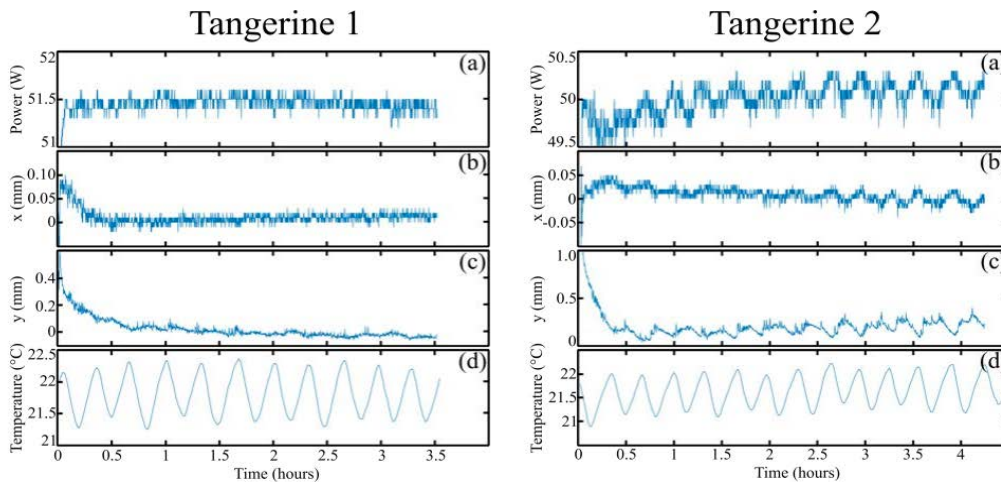 Tangerine 1
Tangerine 2
52
(a)
Power (W)
51.5
51
0.10
(b)
x (mm)
0.05
0
(c)
0.4
y (mm)
0.2
0
22.5
(d)
Temperature (°C)
22
21.5
21
0 0.5 1 1.5 2 2.5 3 3.5
Time (hours)
50.5
(a
Power (W)
50
49.5
(b
0.05
x (mm)
0
-0.05
1.0
(c
y (mm)
0.5
0
(d
Temperature (°C)
22
21
0 0.5 1 1.5 2 2.5 3 3.5 4
Time (hours)